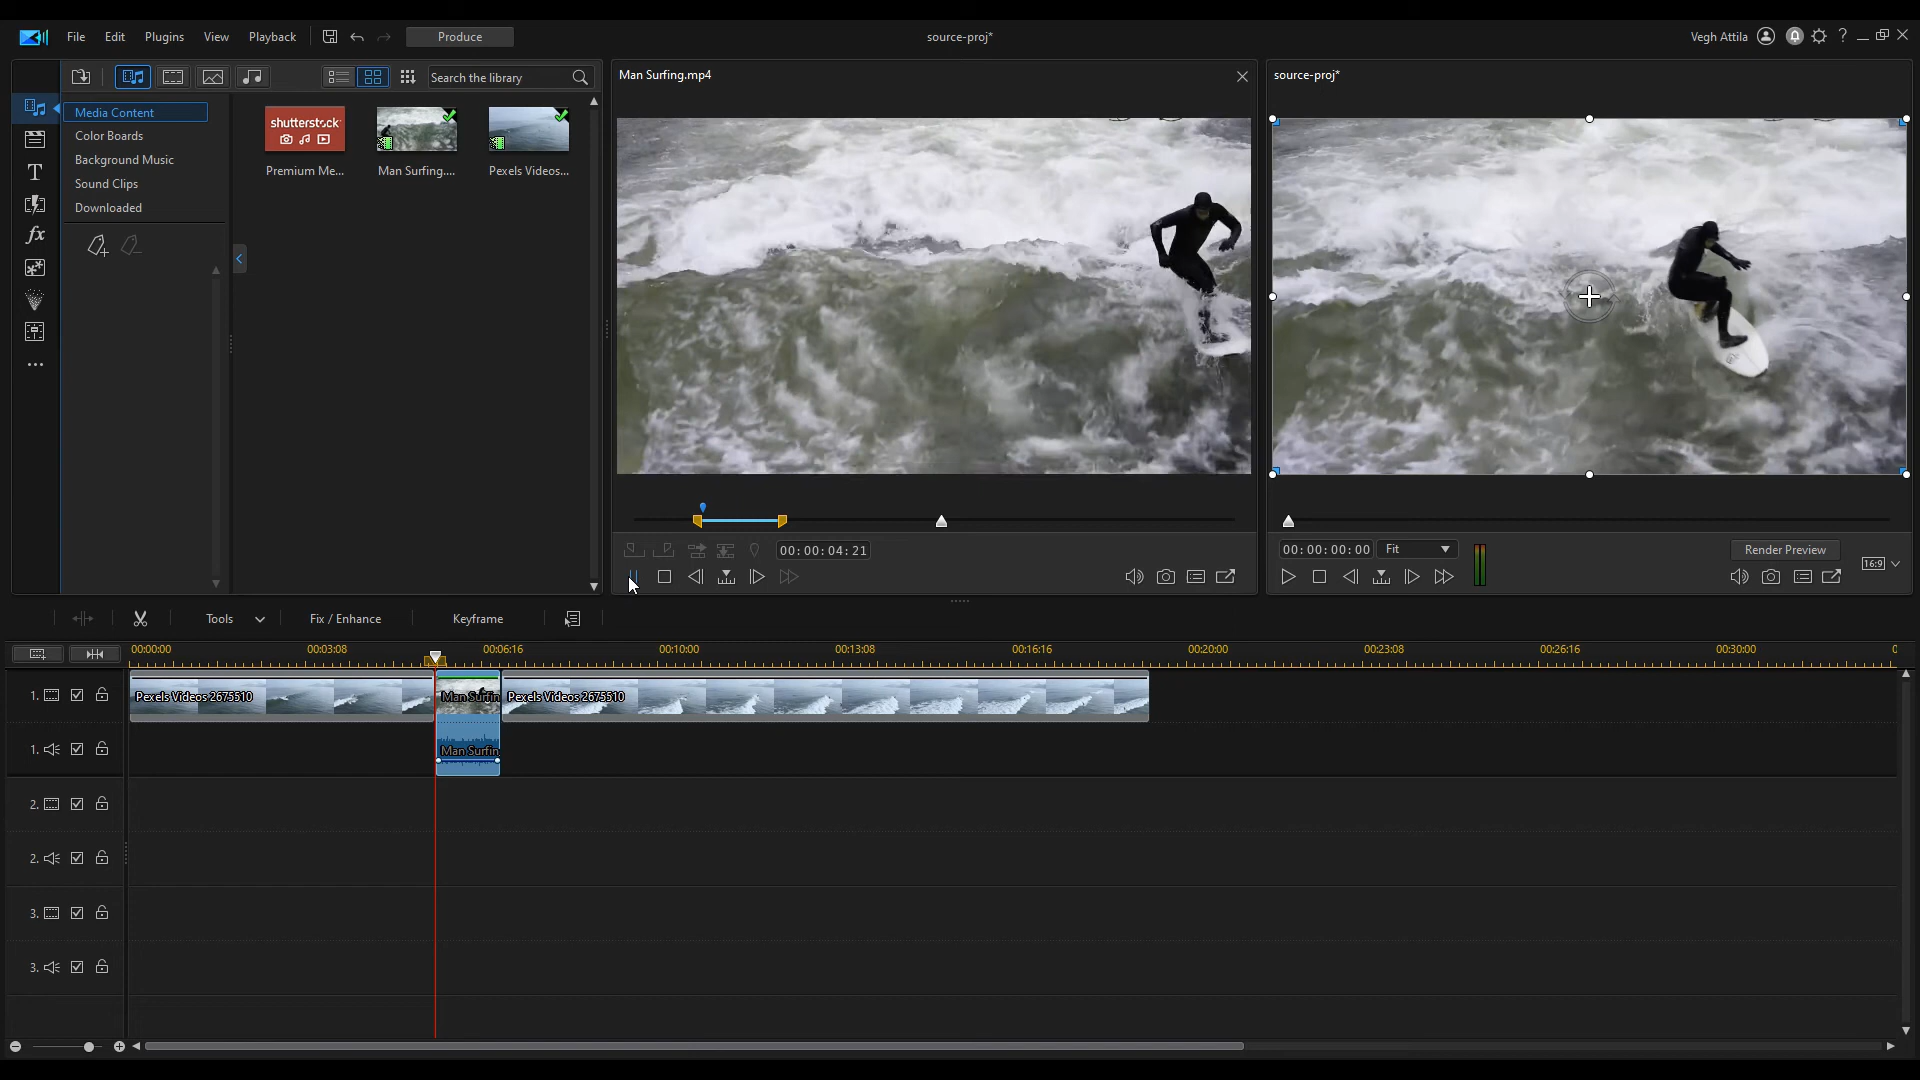 File Edit Plugins View Playback Produce source-proj* Vegh Attila ?
Search the library
Man Surfing.mp4
source-proj*
Media Content
Color Boards
Background Music
Sound Clips
Downloaded
shutterstock
Premium Me...
Man Surfing....
Pexels Videos...
T
fx
00:00:04:21
00:00:00:00 Fit Render Preview
16:9
Tools Fix / Enhance Keyframe
00:00:00 00:03:08 00:06:16 00:10:00 00:13:08 00:16:16 00:20:00 00:23:08 00:26:16 00:30:00 0
1. Pexels Videos 2675510 Man Surfin Pexels Videos 2675510
1. Man Surfin
2.
2.
3.
3.